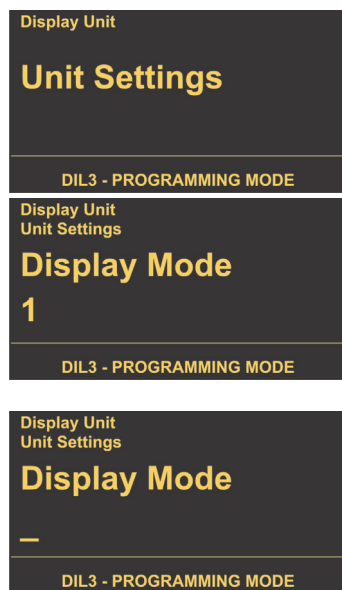 Display Unit
Unit Settings
DIL3 - PROGRAMMING MODE
Display Unit
Unit Settings
Display Mode
1
DIL3 - PROGRAMMING MODE
Display Unit
Unit Settings
Display Mode
_
DIL3 - PROGRAMMING MODE